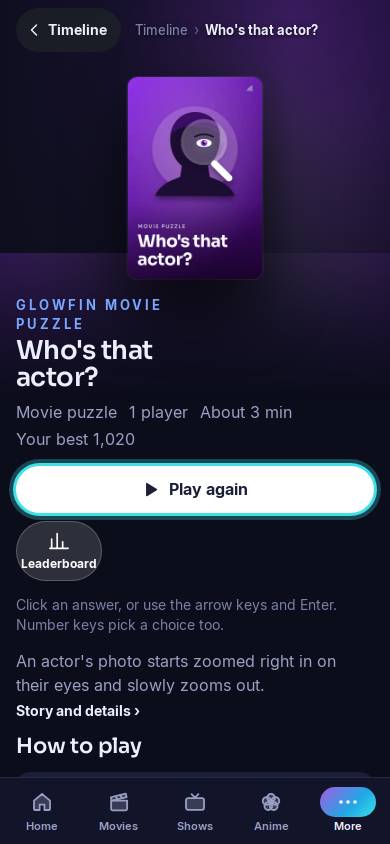 Timeline
Timeline › Who's that actor?
MOVIE PUZZLE
Who's that
actor?
GLOWFIN MOVIE
PUZZLE
Who's that
actor?
Movie puzzle 1 player About 3 min
Your best 1,020
Play again
Leaderboard
Click an answer, or use the arrow keys and Enter.
Number keys pick a choice too.
An actor's photo starts zoomed right in on
their eyes and slowly zooms out.
Story and details ›
How to play
Home Movies Shows Anime More